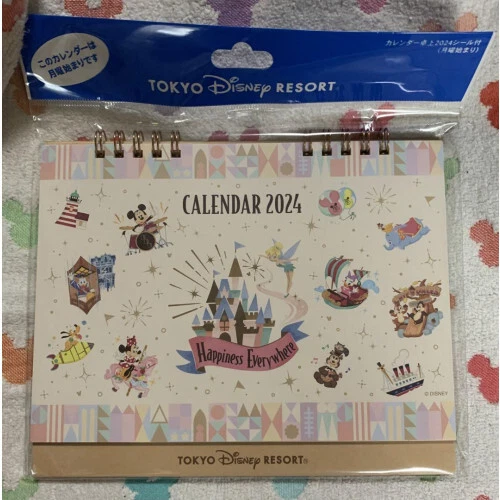 このカレンダーは
月曜始まりです
カレンダー卓上2024シール付
(月曜始まり)
TOKYO Disney RESORT®
CALENDAR 2024
Happiness Everywhere
© DISNEY
TOKYO Disney RESORT®